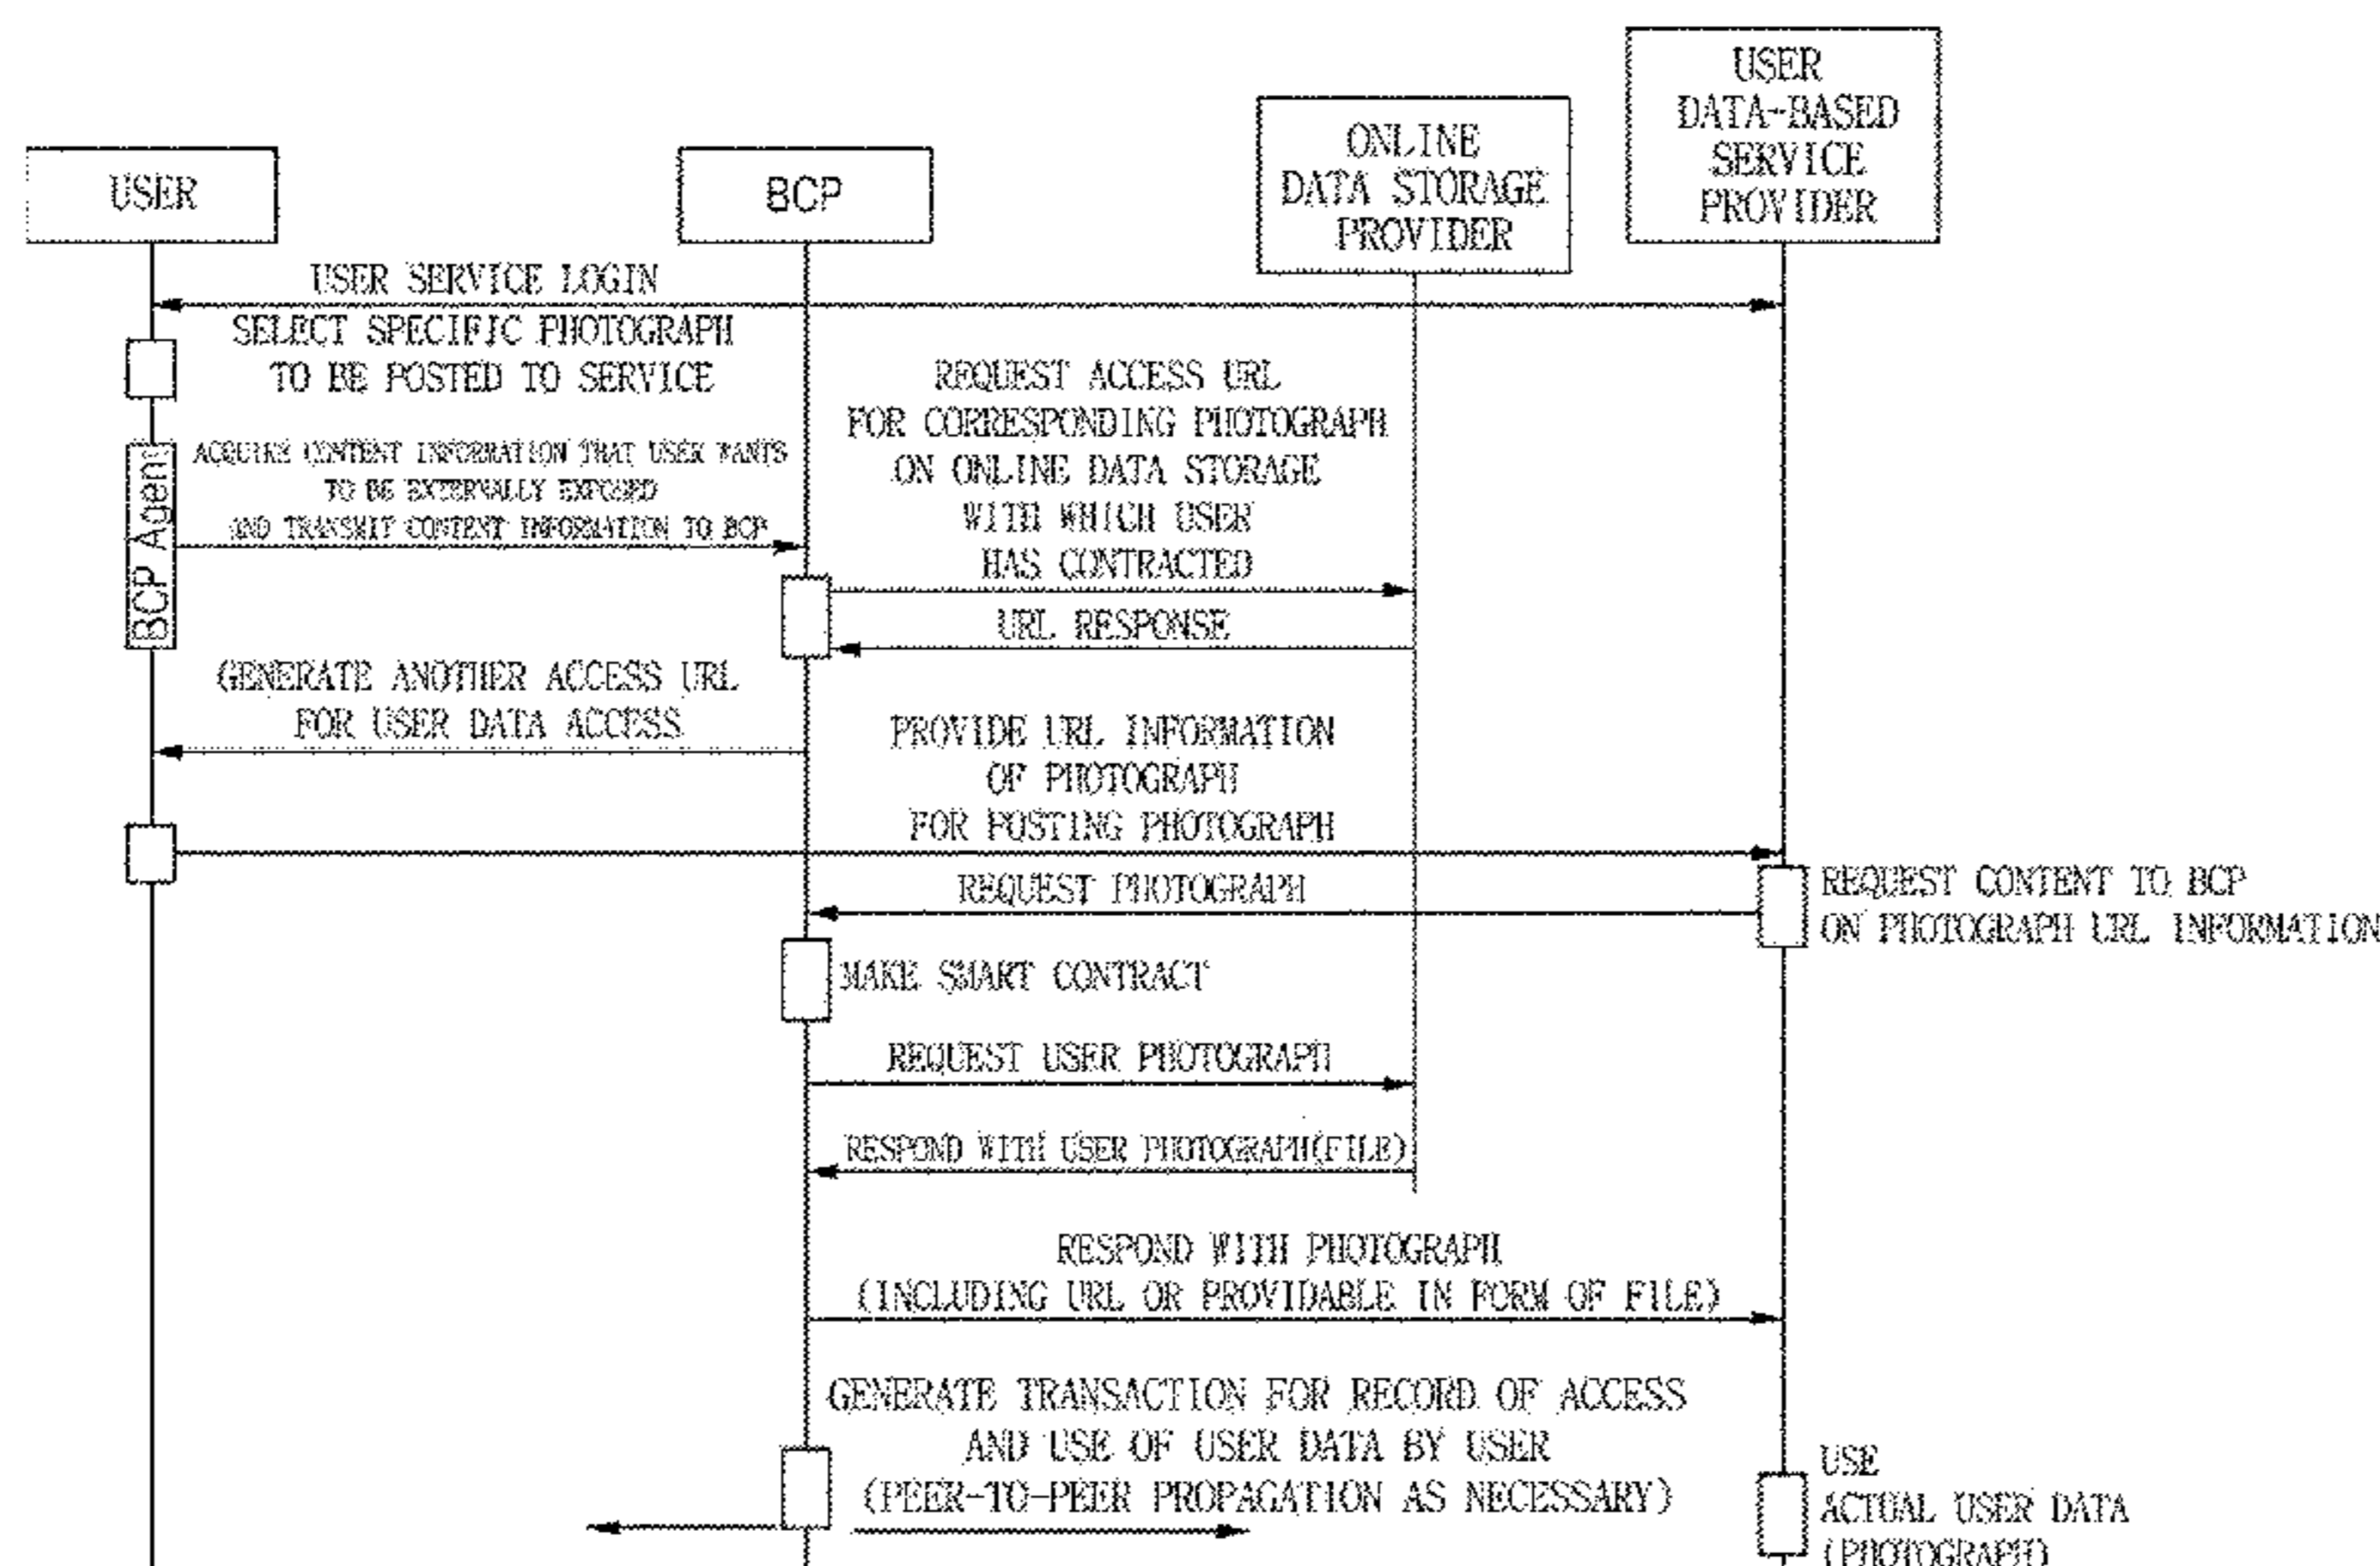 USER
BCP
ONLINE
DATA STORAGE
PROVIDER
USER
DATA-BASED
SERVICE
PROVIDER
USER SERVICE LOGIN
SELECT SPECIFIC PHOTOGRAPH
TO BE POSTED TO SERVICE
BCP Agent
ACQUIRE CONTENT INFORMATION THAT USER WANTS
TO BE EXTERNALLY EXPOSED
AND TRANSMIT CONTENT INFORMATION TO BCP
REQUEST ACCESS URL
FOR CORRESPONDING PHOTOGRAPH
ON ONLINE DATA STORAGE
WITH WHICH USER
HAS CONTRACTED
URL RESPONSE
GENERATE ANOTHER ACCESS URL
FOR USER DATA ACCESS
PROVIDE URL INFORMATION
OF PHOTOGRAPH
FOR POSTING PHOTOGRAPH
REQUEST PHOTOGRAPH
REQUEST CONTENT TO BCP
ON PHOTOGRAPH URL INFORMATION
MAKE SMART CONTRACT
REQUEST USER PHOTOGRAPH
RESPOND WITH USER PHOTOGRAPH(FILE)
RESPOND WITH PHOTOGRAPH
(INCLUDING URL OR PROVIDABLE IN FORM OF FILE)
GENERATE TRANSACTION FOR RECORD OF ACCESS
AND USE OF USER DATA BY USER
(PEER-TO-PEER PROPAGATION AS NECESSARY)
USE
ACTUAL USER DATA
(PHOTOGRAPH)